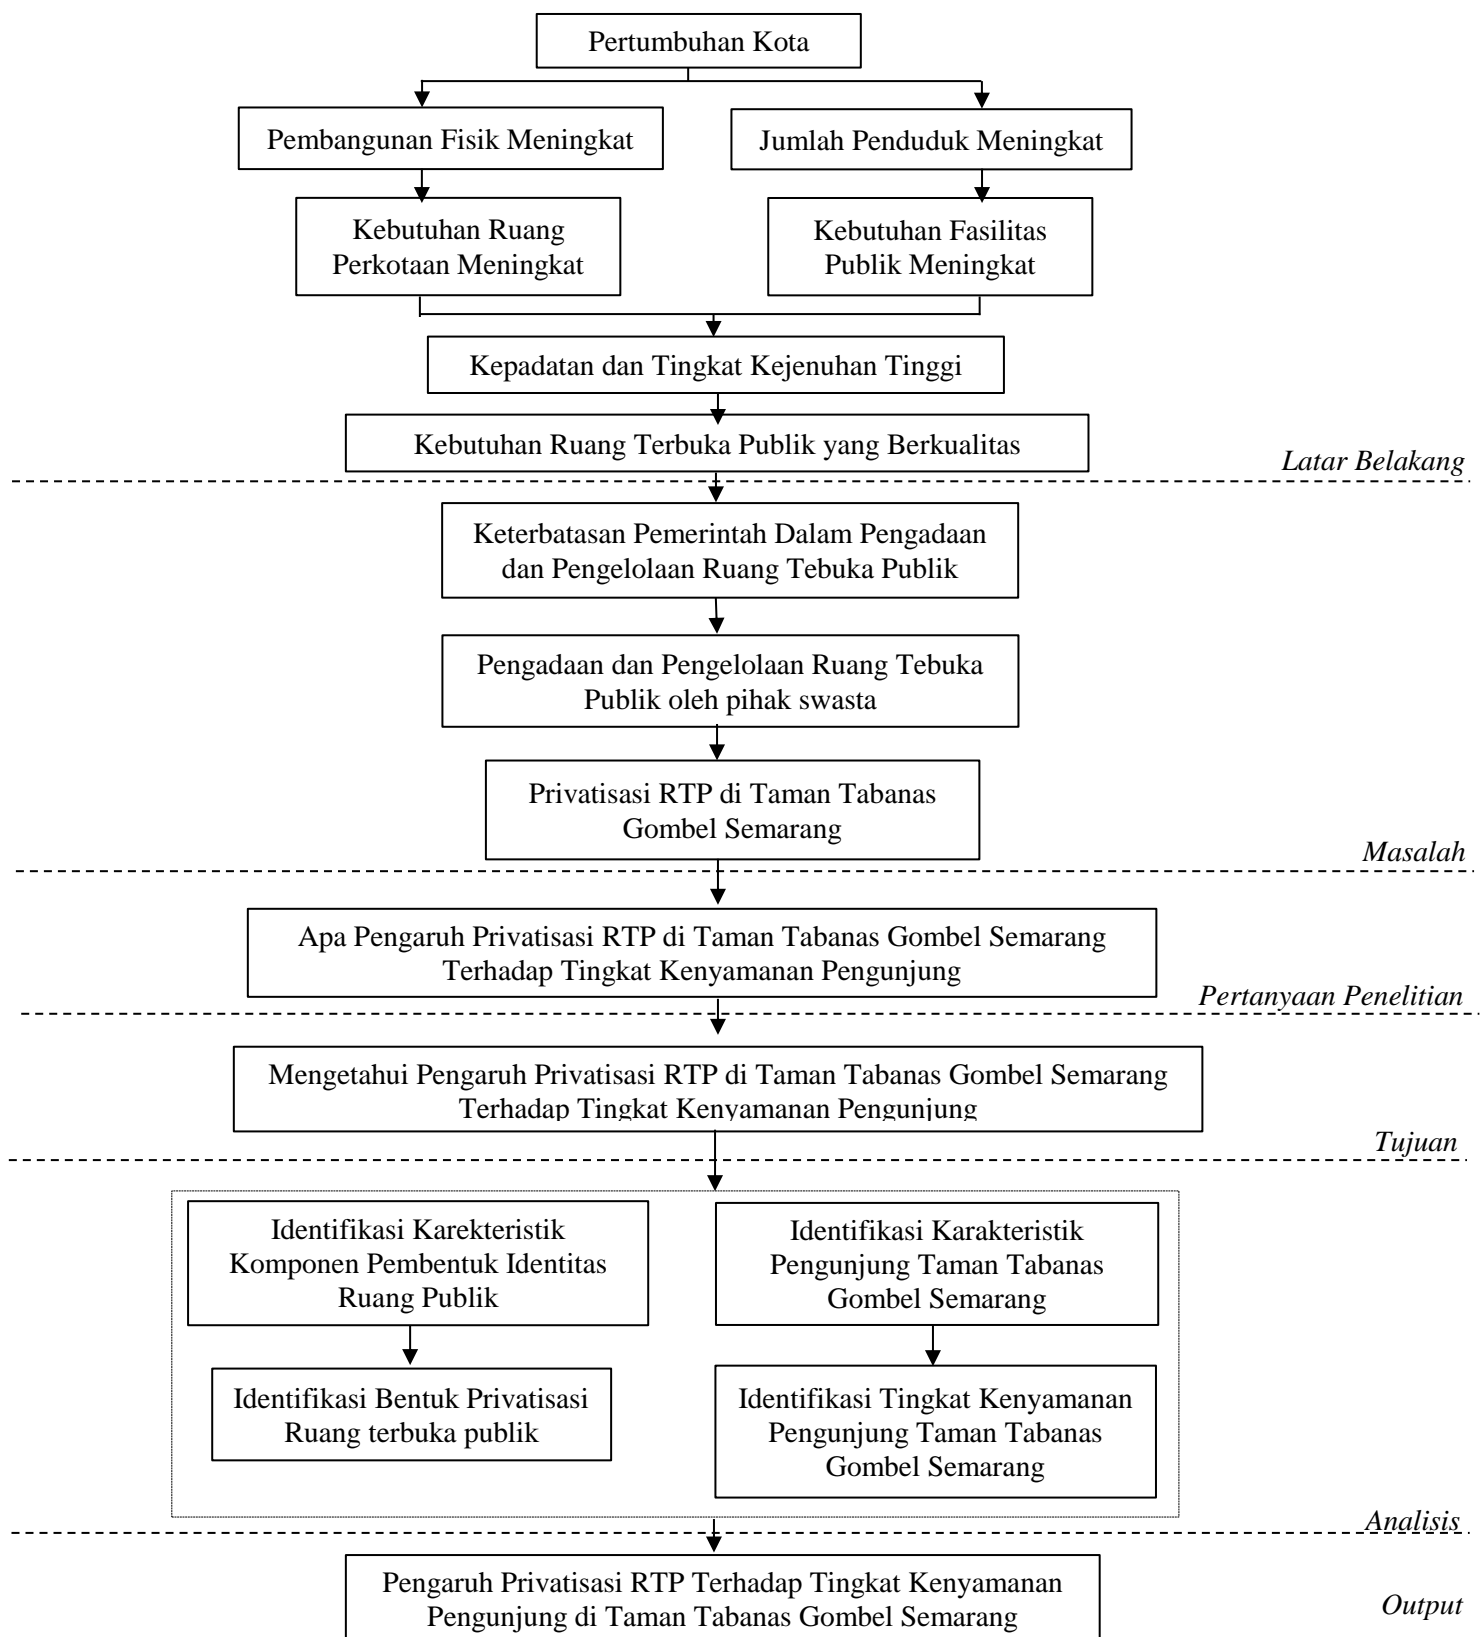 Pertumbuhan Kota
Pembangunan Fisik Meningkat
Jumlah Penduduk Meningkat
Kebutuhan Ruang
Perkotaan Meningkat
Kebutuhan Fasilitas
Publik Meningkat
Kepadatan dan Tingkat Kejenuhan Tinggi
Kebutuhan Ruang Terbuka Publik yang Berkualitas
Latar Belakang
Keterbatasan Pemerintah Dalam Pengadaan
dan Pengelolaan Ruang Tebuka Publik
Pengadaan dan Pengelolaan Ruang Tebuka
Publik oleh pihak swasta
Privatisasi RTP di Taman Tabanas
Gombel Semarang
Masalah
Apa Pengaruh Privatisasi RTP di Taman Tabanas Gombel Semarang
Terhadap Tingkat Kenyamanan Pengunjung
Pertanyaan Penelitian
Mengetahui Pengaruh Privatisasi RTP di Taman Tabanas Gombel Semarang
Terhadap Tingkat Kenyamanan Pengunjung
Tujuan
Identifikasi Karekteristik
Komponen Pembentuk Identitas
Ruang Publik
Identifikasi Karakteristik
Pengunjung Taman Tabanas
Gombel Semarang
Identifikasi Bentuk Privatisasi
Ruang terbuka publik
Identifikasi Tingkat Kenyamanan
Pengunjung Taman Tabanas
Gombel Semarang
Analisis
Pengaruh Privatisasi RTP Terhadap Tingkat Kenyamanan
Pengunjung di Taman Tabanas Gombel Semarang
Output